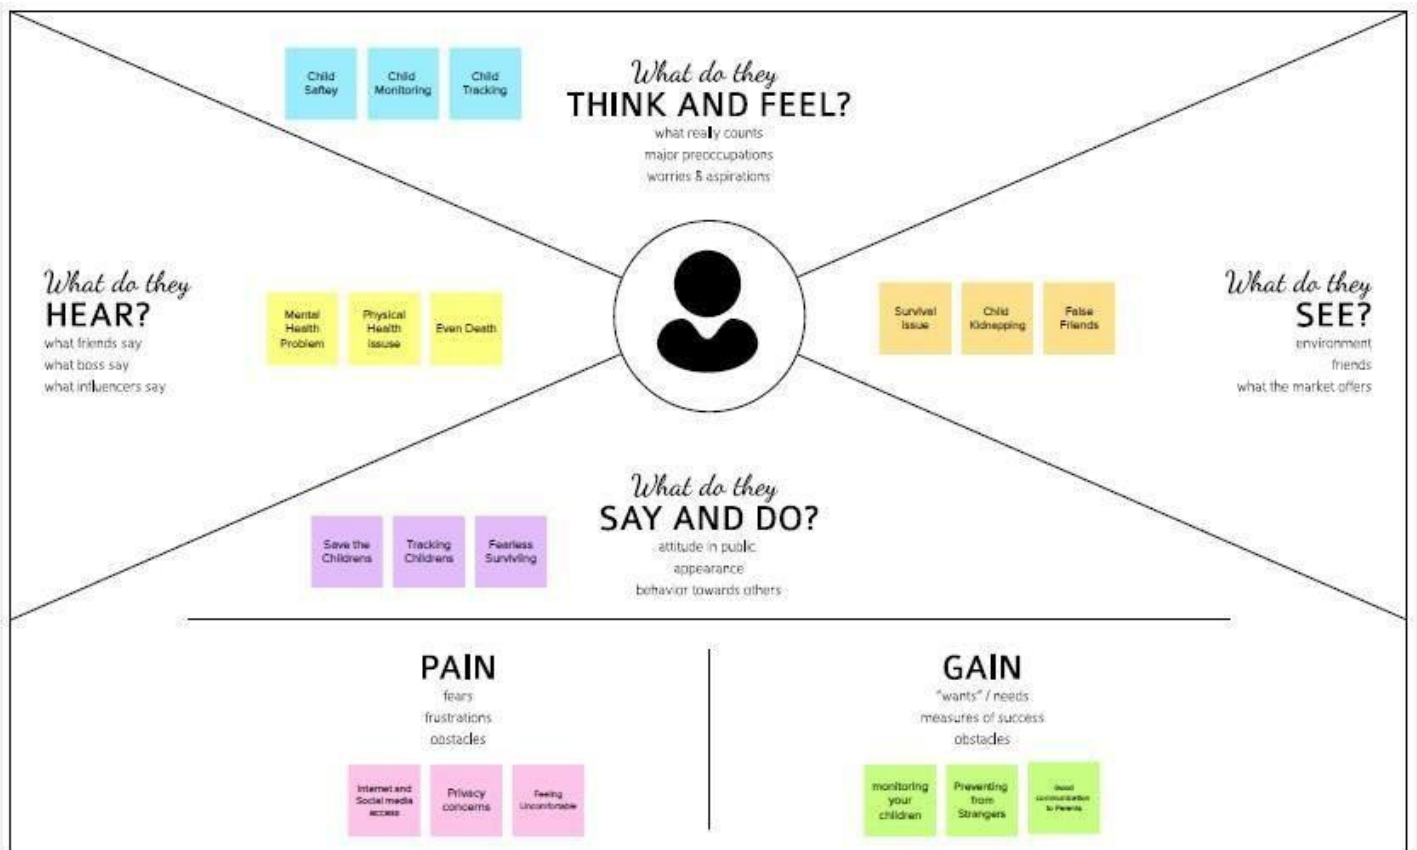 Child
Saftey
Child
Monitoring
Child
Tracking
What do they
THINK AND FEEL?
what really counts
major preoccupations
worries & aspirations
What do they
HEAR?
what friends say
what boss say
what influencers say
Mental
Health
Problem
Physical
Health
Issuse
Even Death
Survival
Issue
Child
Kidnapping
False
Friends
What do they
SEE?
environment
friends
what the market offers
What do they
SAY AND DO?
attitude in public
appearance
behavior towards others
Save the
Childrens
Tracking
Childrens
Fearless
Surviviing
PAIN
fears
frustrations
obstacles
Internet and
Social media
access
Privacy
concerns
Feeling
Uncomfortable
GAIN
"wants" / needs
measures of success
obstacles
monitoring
your
children
Preventing
from
Strangers
Good
communication
to Parents